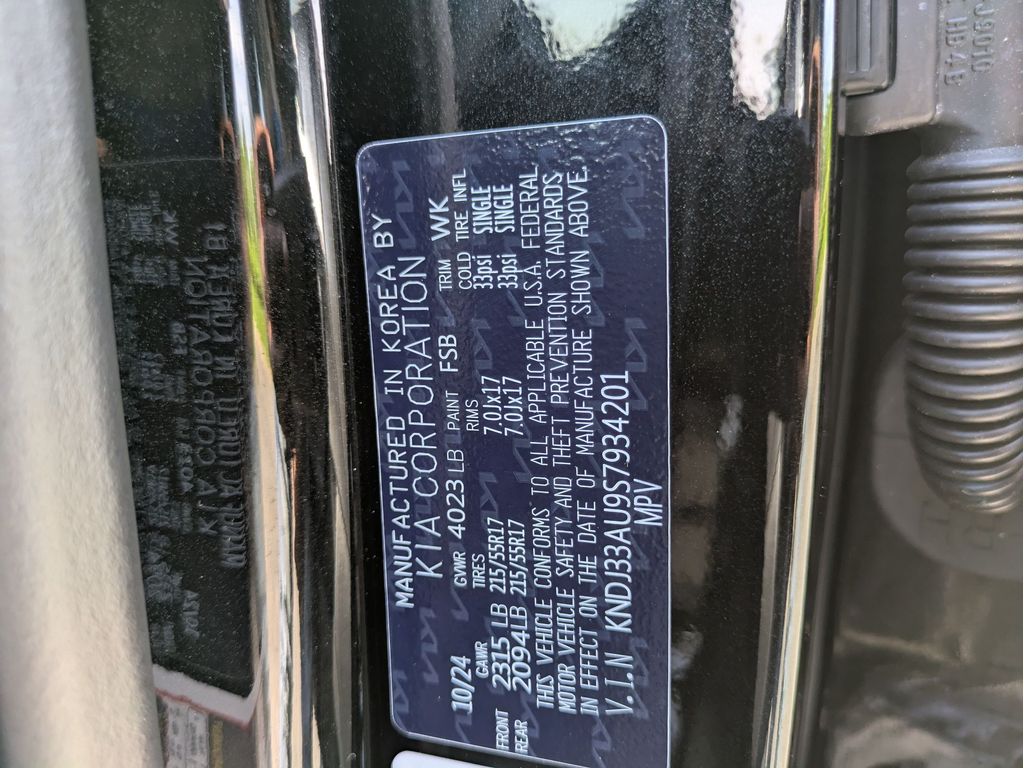 MANUFACTURED IN KOREA BY
KIA CORPORATION
10/24 GVWR 4023 LB PAINT FSB TRIM WK
GAWR TIRES RIMS COLD TIRE INFL
FRONT 2315 LB 215/55R17 7.0Jx17 33psi SINGLE
REAR 2094LB 215/55R17 7.0Jx17 33psi SINGLE
THIS VEHICLE CONFORMS TO ALL APPLICABLE U.S.A. FEDERAL
MOTOR VEHICLE SAFETY AND THEFT PREVENTION STANDARDS
IN EFFECT ON THE DATE OF MANUFACTURE SHOWN ABOVE.
V.I.N KNDJ33AU9S7934201
MPV
J9010
HB4B